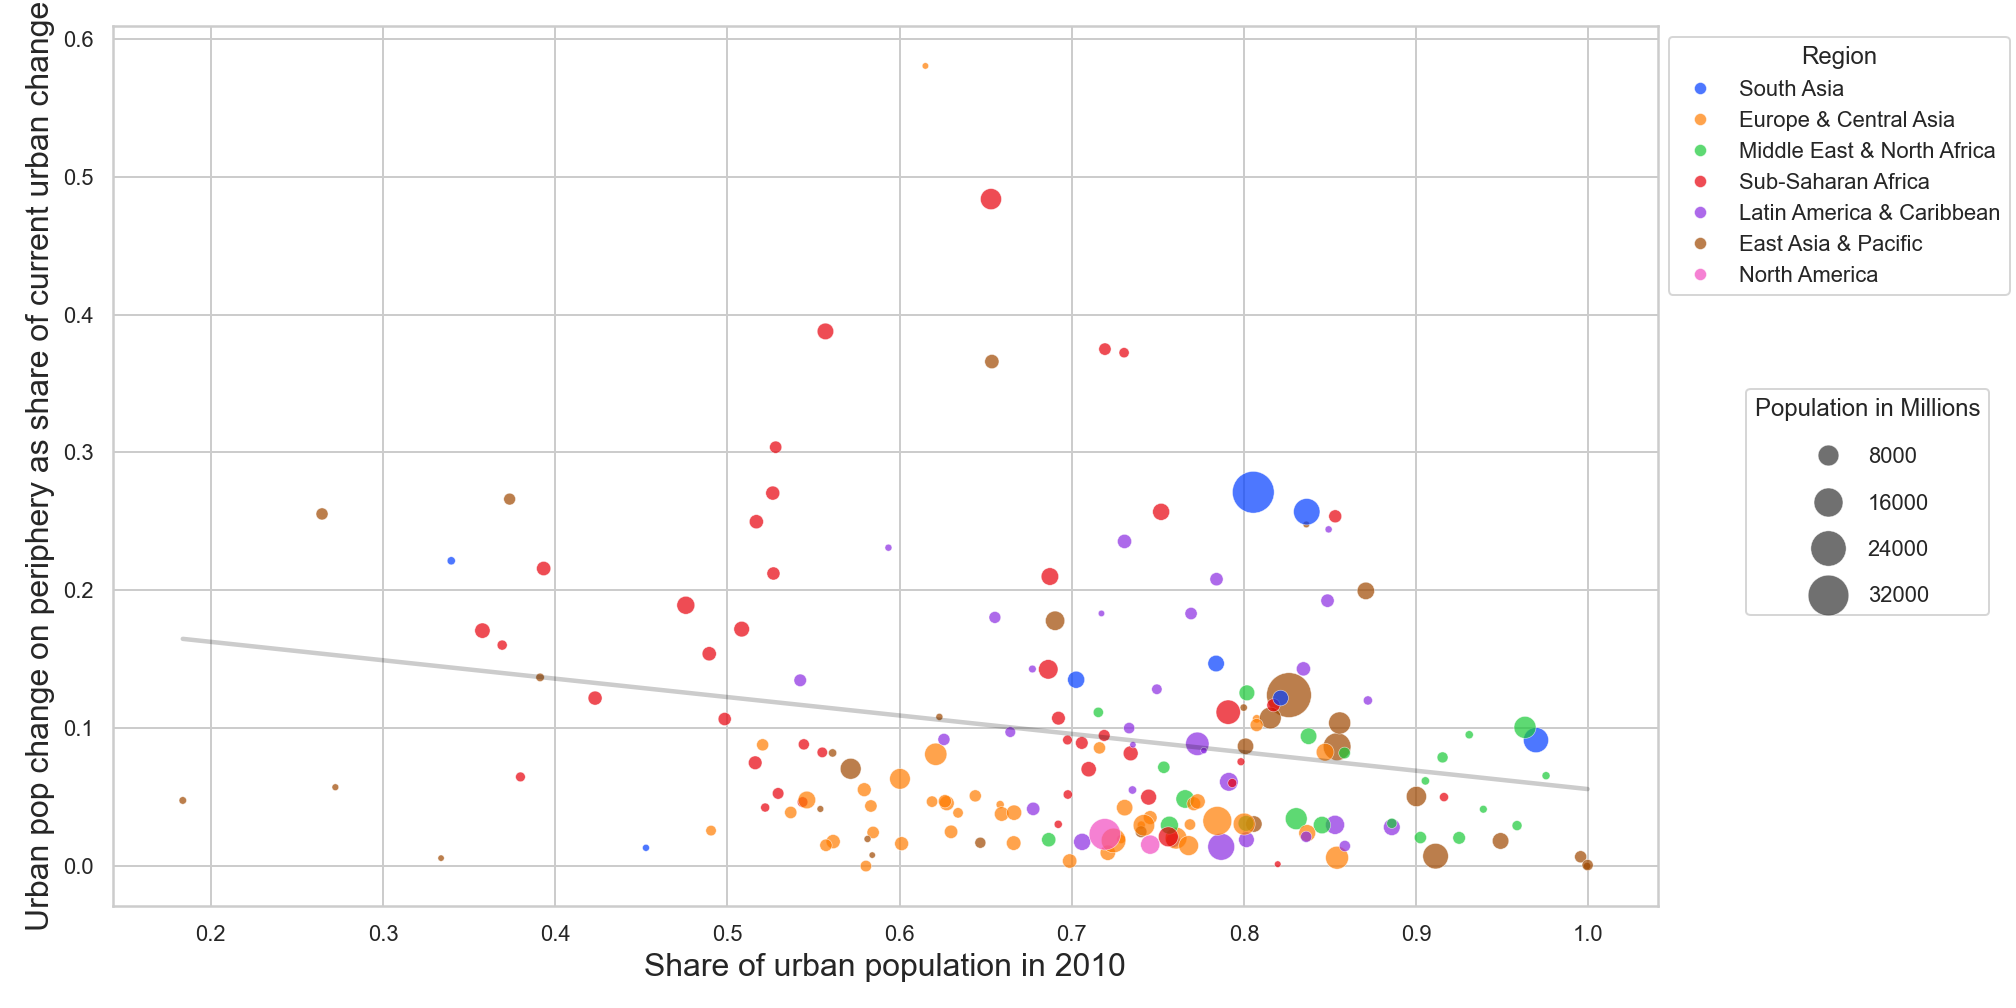 Urban pop change on periphery as share of current urban change
0.6
0.5
0.4
0.3
0.2
0.1
0.0
0.2 0.3 0.4 0.5 0.6 0.7 0.8 0.9 1.0
Share of urban population in 2010
Region
South Asia
Europe & Central Asia
Middle East & North Africa
Sub-Saharan Africa
Latin America & Caribbean
East Asia & Pacific
North America
Population in Millions
8000
16000
24000
32000